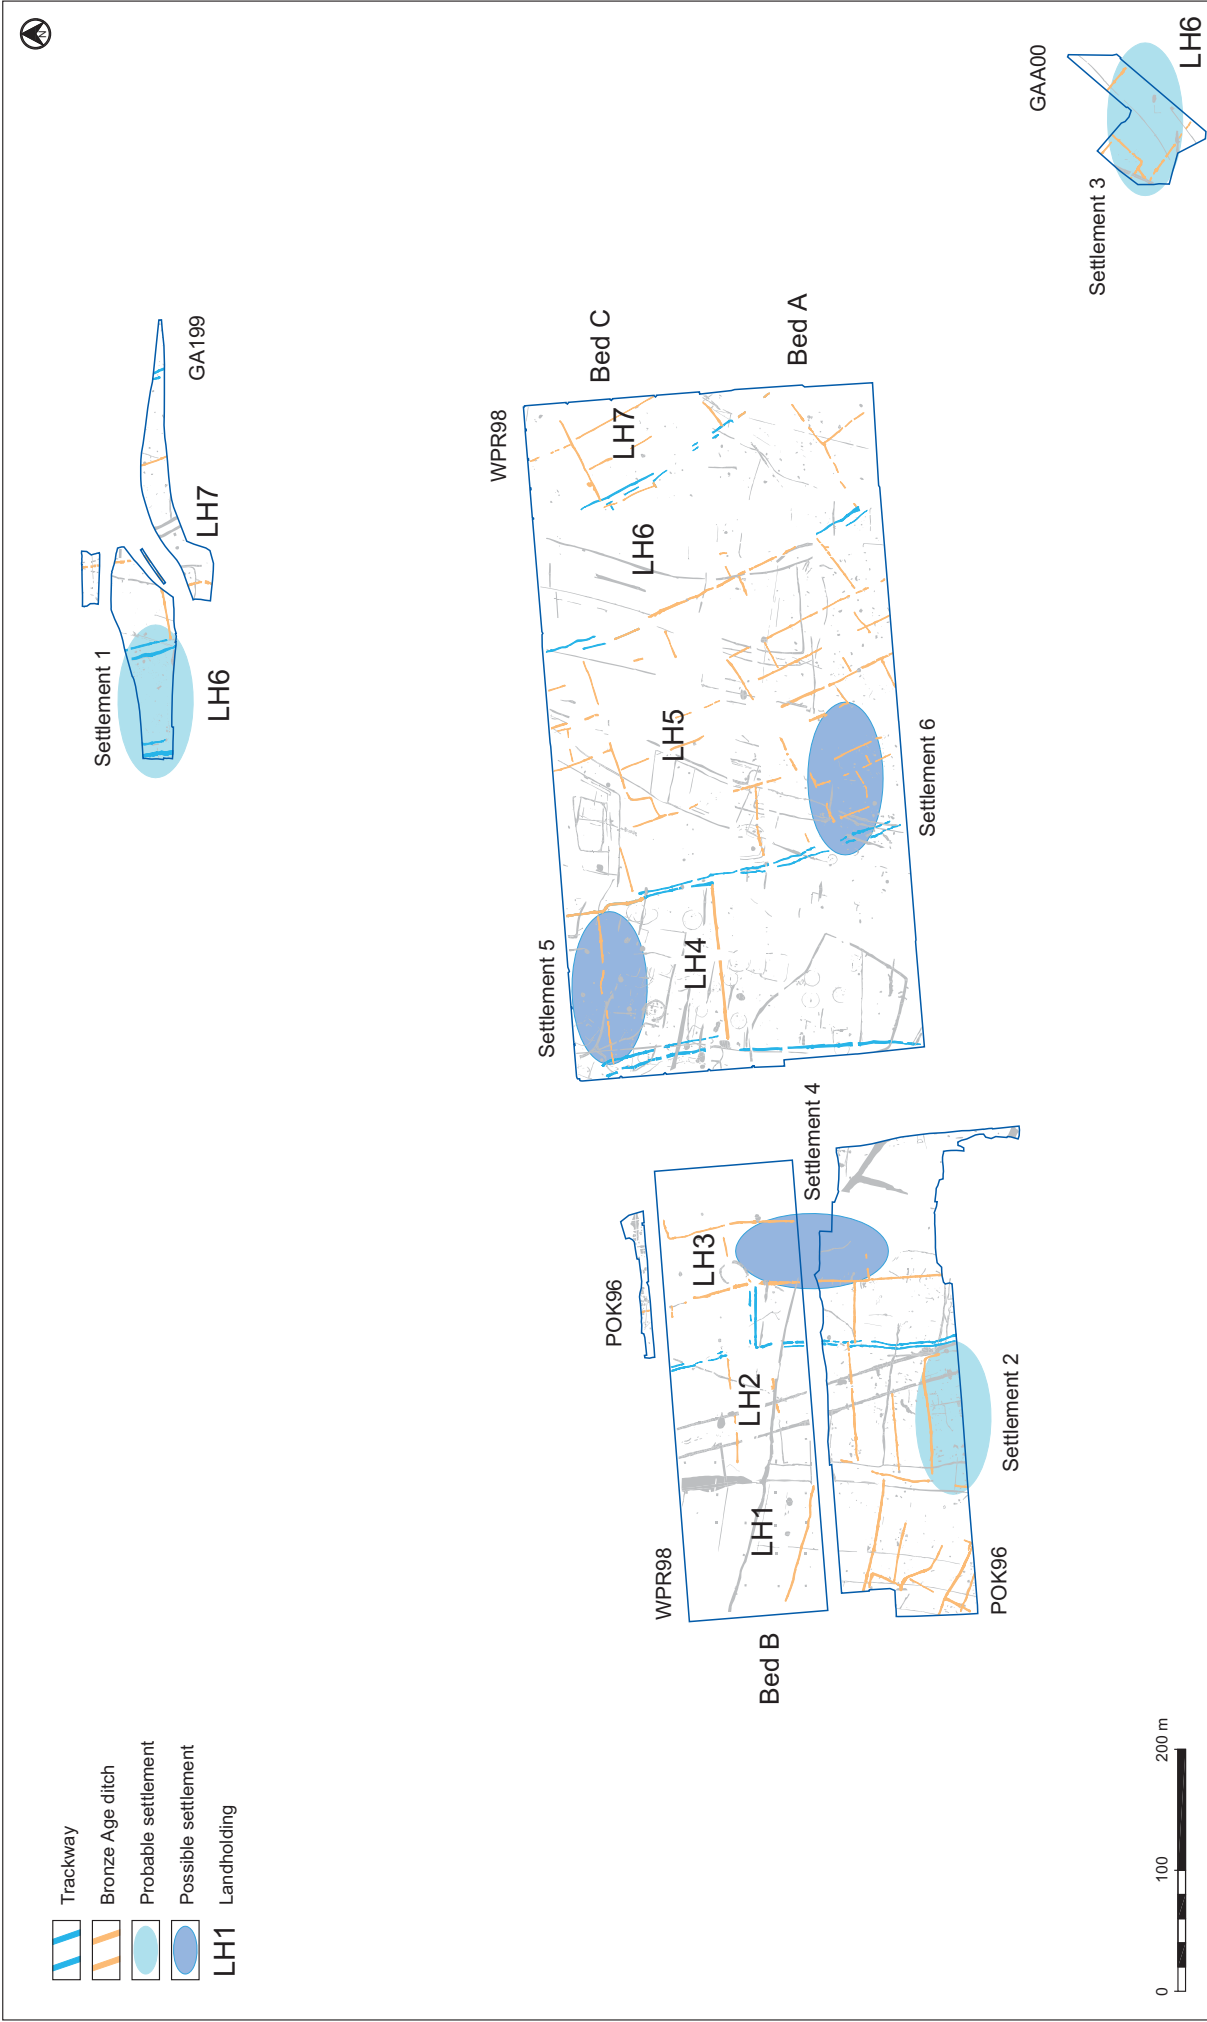 N
Trackway
Bronze Age ditch
Probable settlement
Possible settlement
LH1 Landholding
Settlement 1
LH6
LH7
GA199
WPR98
Bed C
Bed A
LH7
LH6
LH5
LH4
Settlement 5
Settlement 6
GAA00
Settlement 3
LH6
POK96
Settlement 4
LH3
LH2
LH1
WPR98
Bed B
Settlement 2
POK96
0 100 200 m